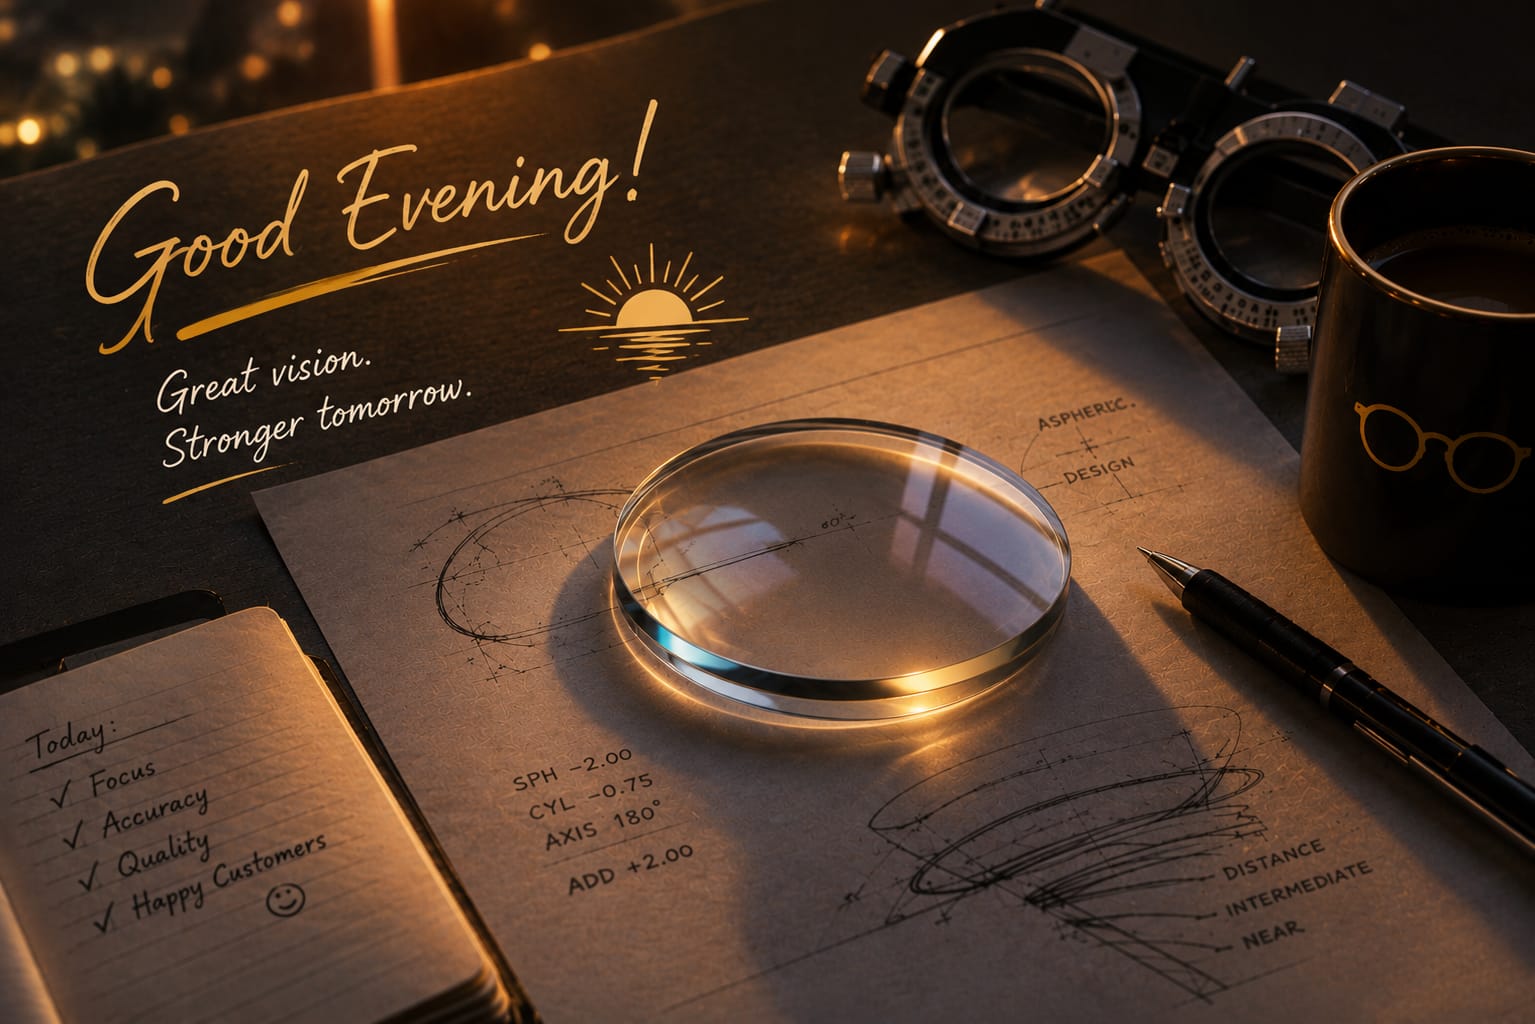 Good Evening!
Great vision.
Stronger tomorrow.
ASPHERIC.
DESIGN
60°
SPH -2.00
CYL -0.75
AXIS 180°
ADD +2.00
DISTANCE
INTERMEDIATE
NEAR
Today:
✓ Focus
✓ Accuracy
✓ Quality
✓ Happy Customers
☺